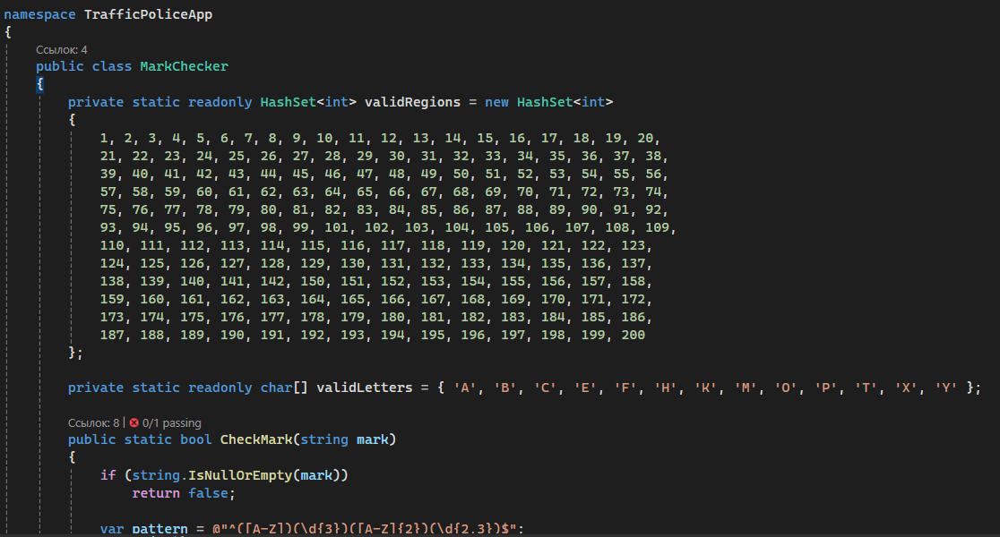 namespace TrafficPoliceApp
{
Ссылок: 4
public class MarkChecker
{
private static readonly HashSet<int> validRegions = new HashSet<int>
{
1, 2, 3, 4, 5, 6, 7, 8, 9, 10, 11, 12, 13, 14, 15, 16, 17, 18, 19, 20,
21, 22, 23, 24, 25, 26, 27, 28, 29, 30, 31, 32, 33, 34, 35, 36, 37, 38,
39, 40, 41, 42, 43, 44, 45, 46, 47, 48, 49, 50, 51, 52, 53, 54, 55, 56,
57, 58, 59, 60, 61, 62, 63, 64, 65, 66, 67, 68, 69, 70, 71, 72, 73, 74,
75, 76, 77, 78, 79, 80, 81, 82, 83, 84, 85, 86, 87, 88, 89, 90, 91, 92,
93, 94, 95, 96, 97, 98, 99, 101, 102, 103, 104, 105, 106, 107, 108, 109,
110, 111, 112, 113, 114, 115, 116, 117, 118, 119, 120, 121, 122, 123,
124, 125, 126, 127, 128, 129, 130, 131, 132, 133, 134, 135, 136, 137,
138, 139, 140, 141, 142, 150, 151, 152, 153, 154, 155, 156, 157, 158,
159, 160, 161, 162, 163, 164, 165, 166, 167, 168, 169, 170, 171, 172,
173, 174, 175, 176, 177, 178, 179, 180, 181, 182, 183, 184, 185, 186,
187, 188, 189, 190, 191, 192, 193, 194, 195, 196, 197, 198, 199, 200
};
private static readonly char[] validLetters = { 'A', 'B', 'C', 'E', 'F', 'H', 'K', 'M', 'O', 'P', 'T', 'X', 'Y' };
Ссылок: 8 | 0/1 passing
public static bool CheckMark(string mark)
{
if (string.IsNullOrEmpty(mark))
return false;
var pattern = @"^([A-Z])(\d{3})([A-Z]{2})(\d{2,3})$";